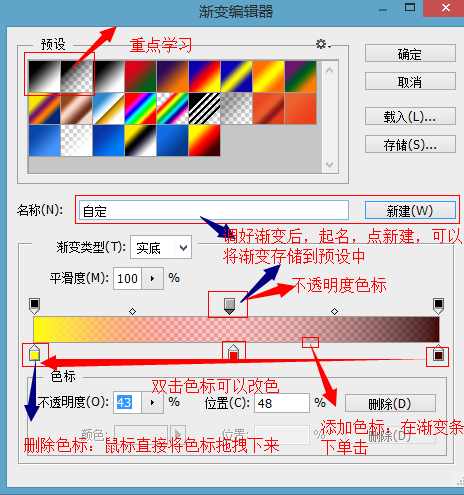 渐变编辑器
预设
重点学习
确定
取消
载入(L)...
存储(S)...
名称(N):
自定
新建(W)
调好渐变后，起名，点新建，可以
将渐变存储到预设中
渐变类型(T):
实底
平滑度(M):
100
%
不透明度色标
色标
双击色标可以改色
不透明度(O):
43
%
位置(C):
48
%
删除(D)
添加色标，在渐变条
下单击
颜色:
位置:
%
删除(D)
删除色标：鼠标直接将色标拖拽下来